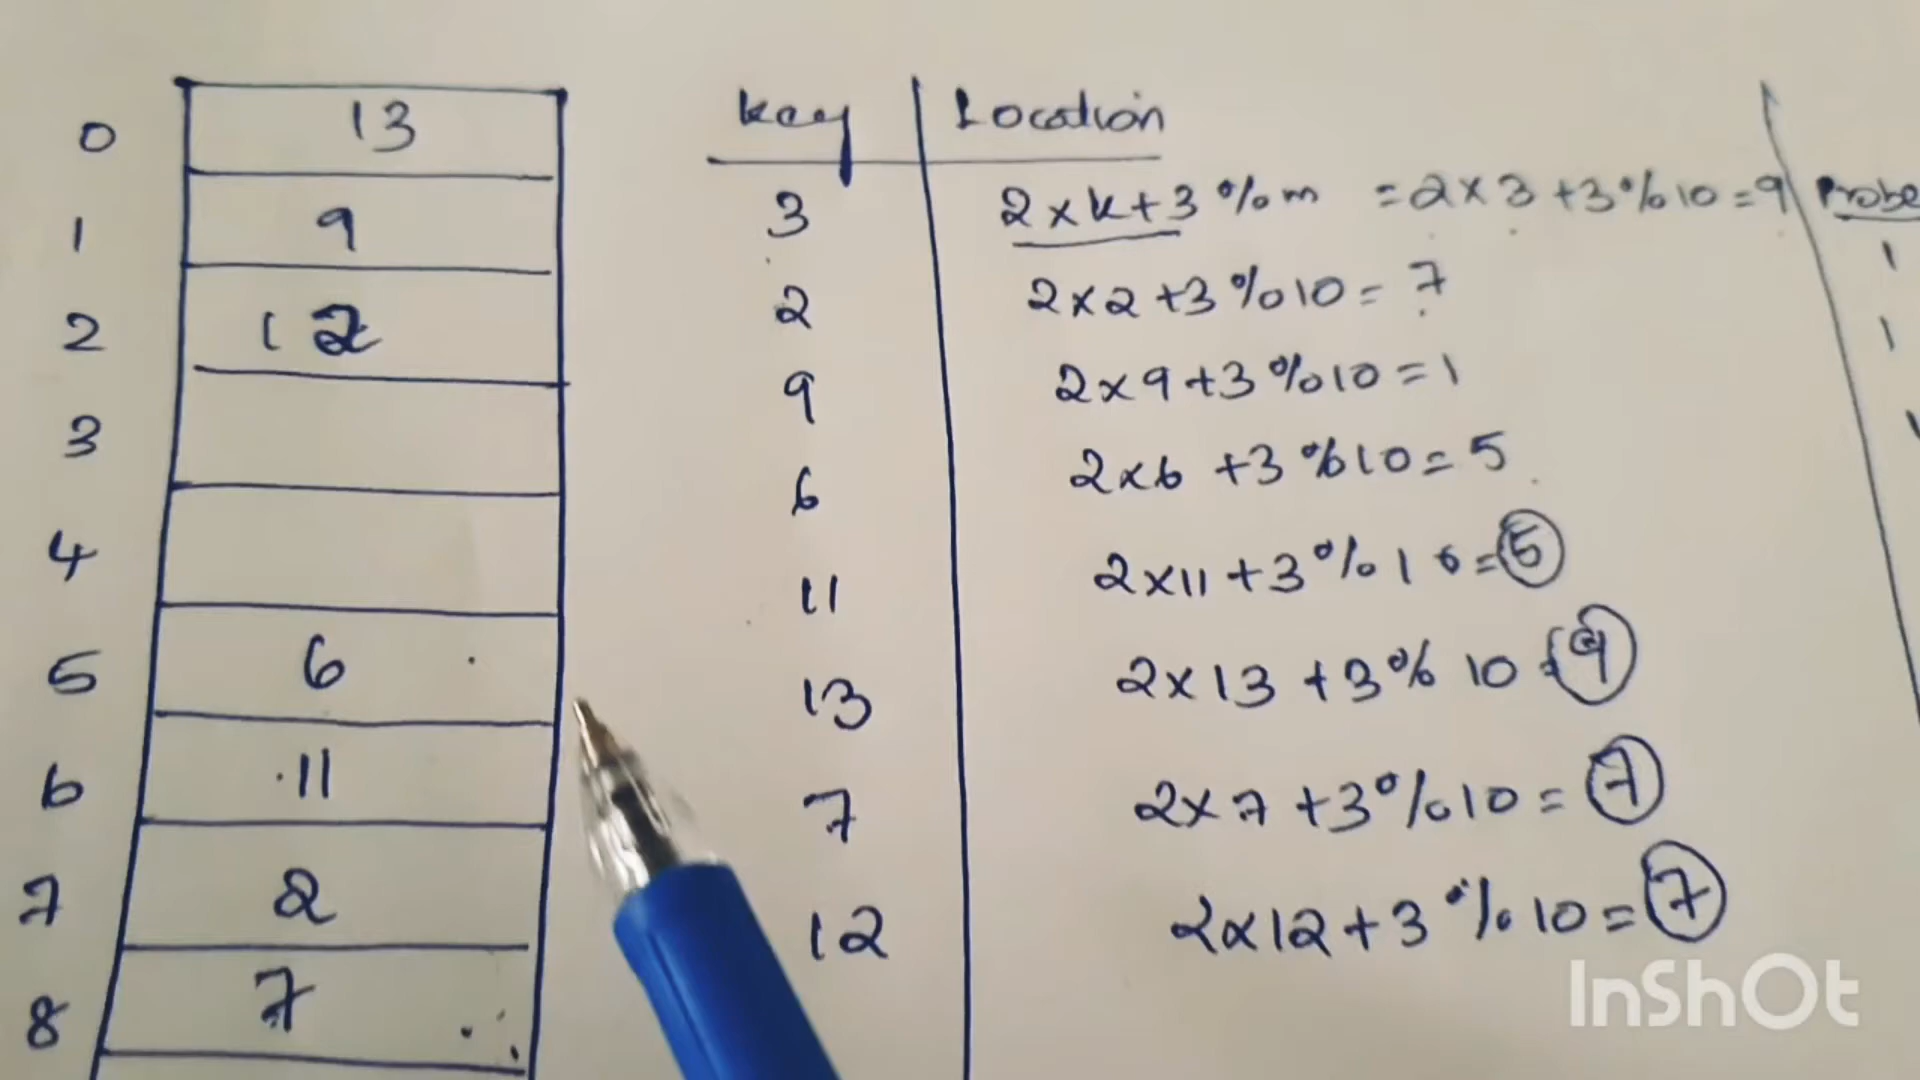 key Location
0 13
3 2 x k + 3 % m = 2 x 3 + 3 % 10 = 9 Probe
1 9
1
2 2 x 2 + 3 % 10 = 7
2 12
1
9 2 x 9 + 3 % 10 = 1
3
6 2 x 6 + 3 % 10 = 5
4
11 2 x 11 + 3 % 10 = 5
5 6
13 2 x 13 + 3 % 10 = 9
6 11
7 2 x 7 + 3 % 10 = 7
7 2
12 2 x 12 + 3 % 10 = 7
8 7
InShOt